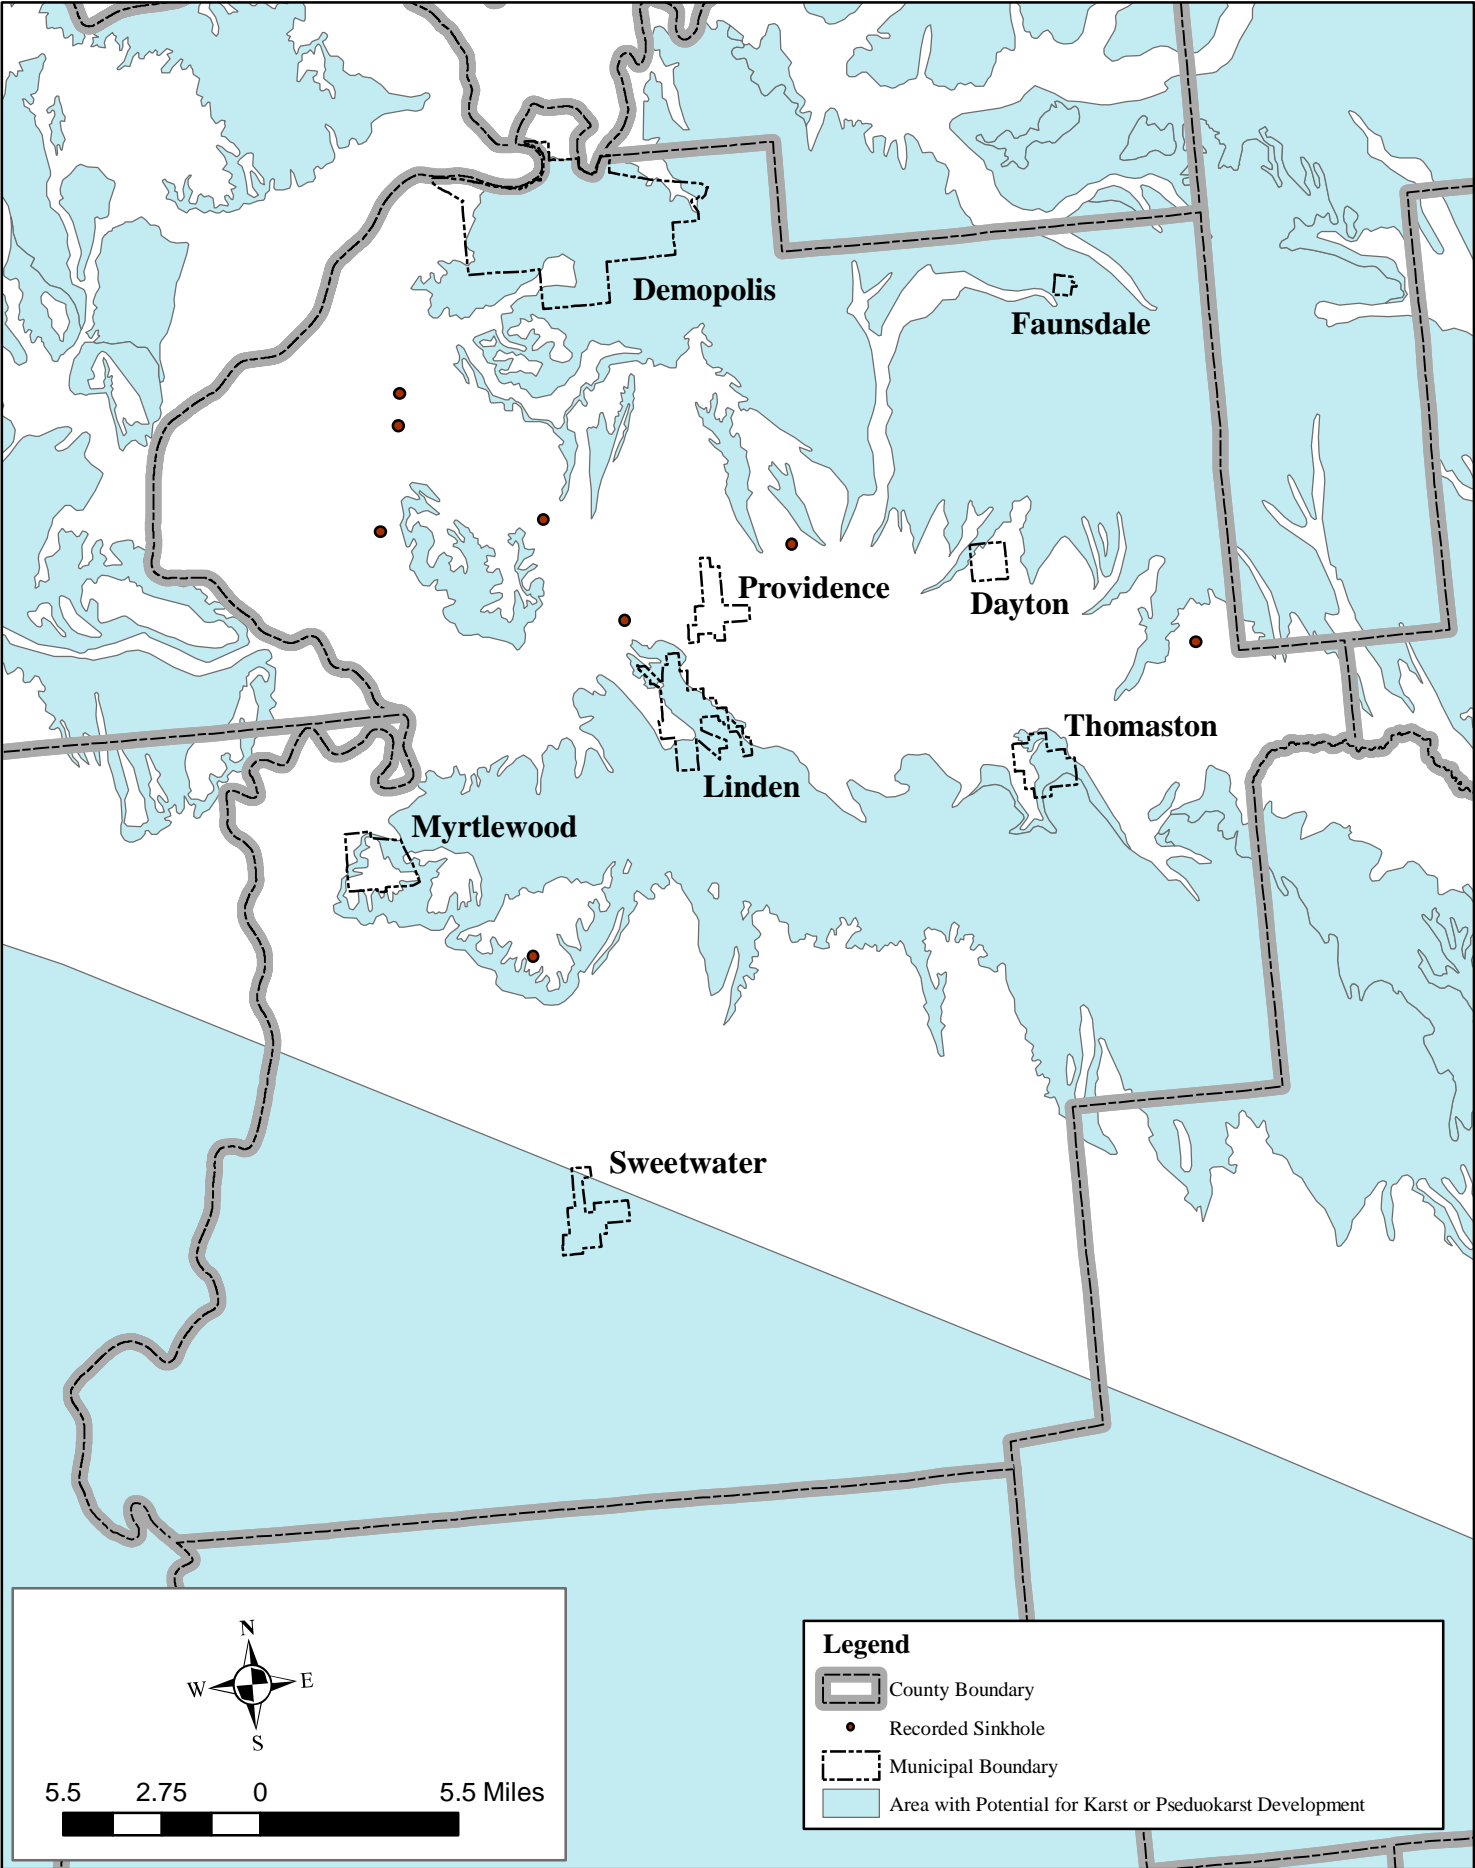 Demopolis
Faunsdale
Providence
Dayton
Thomaston
Linden
Myrtlewood
Sweetwater
N
W E
S
5.5 2.75 0 5.5 Miles
Legend
County Boundary
Recorded Sinkhole
Municipal Boundary
Area with Potential for Karst or Pseduokarst Development